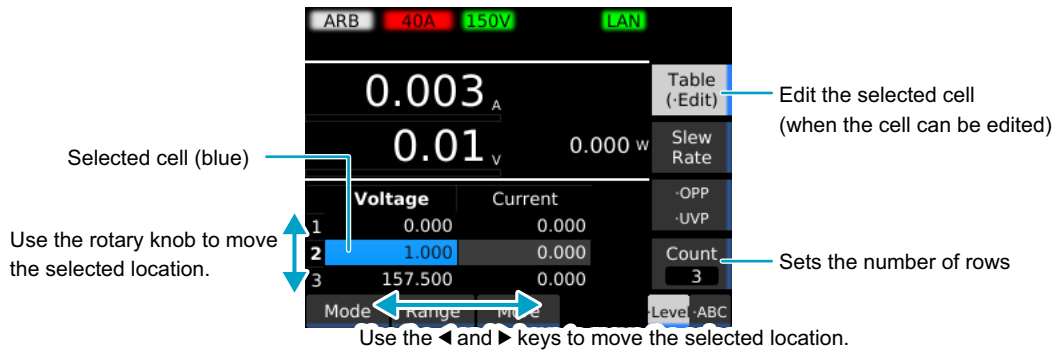 ARB 40A 150V LAN
0.003 A
Table
(·Edit)
Edit the selected cell
(when the cell can be edited)
0.01 V 0.000 W
Slew
Rate
Selected cell (blue)
Voltage Current
·OPP
·UVP
1 0.000 0.000
2 1.000 0.000
3 157.500 0.000
Use the rotary knob to move
the selected location.
Count
3
Sets the number of rows
Mode Range More ·Level ·ABC
Use the ◀ and ▶ keys to move the selected location.